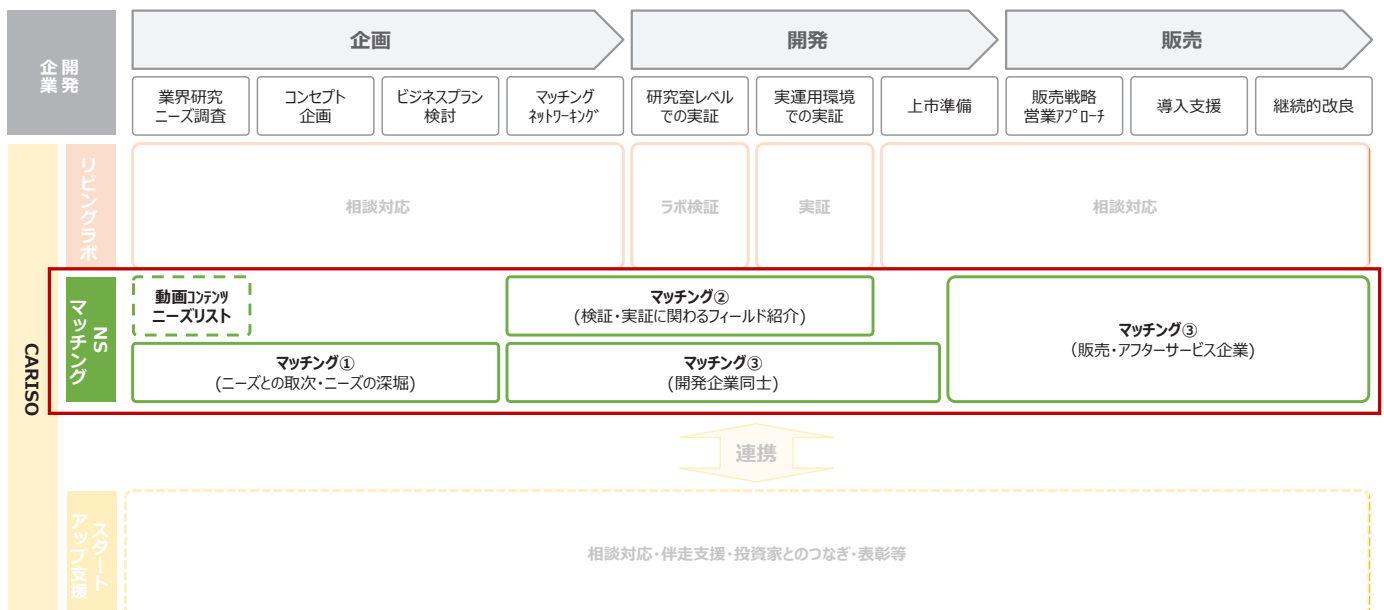 開発
企業
企画
開発
販売
業界研究
ニーズ調査
コンセプト
企画
ビジネスプラン
検討
マッチング
ﾈｯﾄﾜｰｷﾝｸﾞ
研究室レベル
での実証
実運用環境
での実証
上市準備
販売戦略
営業ｱﾌﾟﾛｰﾁ
導入支援
継続的改良
CARISO
リビングラボ
相談対応
ラボ検証
実証
相談対応
NS
マッチング
動画ｺﾝﾃﾝﾂ
ニーズリスト
マッチング①
(ニーズとの取次・ニーズの深堀)
マッチング②
(検証・実証に関わるフィールド紹介)
マッチング③
(開発企業同士)
マッチング③
(販売・アフターサービス企業)
連携
スタート
アップ支援
相談対応・伴走支援・投資家とのつなぎ・表彰等